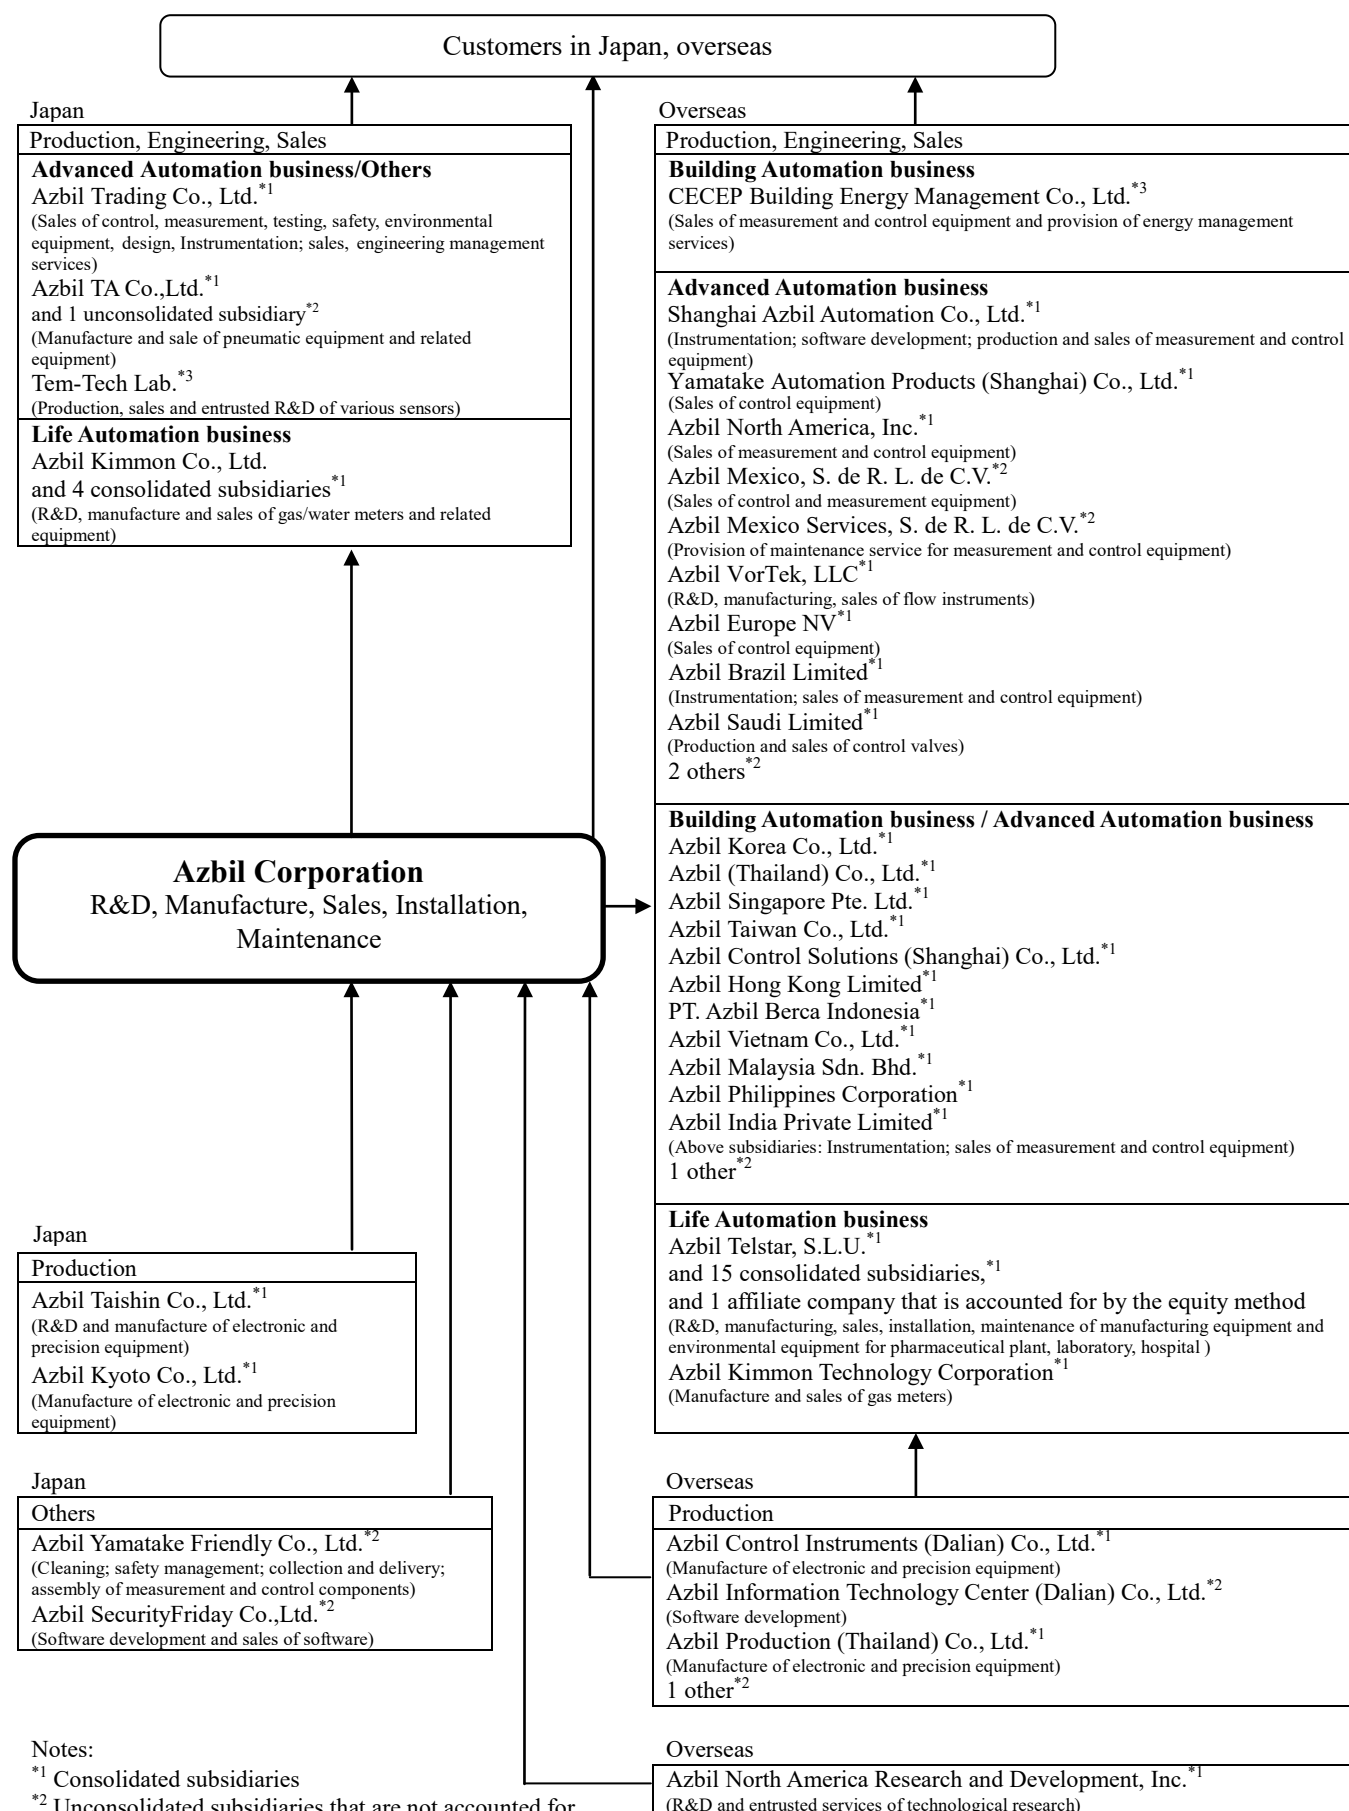 Customers in Japan, overseas
Japan
Production, Engineering, Sales
Advanced Automation business/Others
Azbil Trading Co., Ltd.*1
(Sales of control, measurement, testing, safety, environmental
equipment, design, Instrumentation; sales, engineering management
services)
Azbil TA Co.,Ltd.*1
and 1 unconsolidated subsidiary*2
(Manufacture and sale of pneumatic equipment and related
equipment)
Tem-Tech Lab.*3
(Production, sales and entrusted R&D of various sensors)
Life Automation business
Azbil Kimmon Co., Ltd.
and 4 consolidated subsidiaries*1
(R&D, manufacture and sales of gas/water meters and related
equipment)
Overseas
Production, Engineering, Sales
Building Automation business
CECEP Building Energy Management Co., Ltd.*3
(Sales of measurement and control equipment and provision of energy management
services)
Advanced Automation business
Shanghai Azbil Automation Co., Ltd.*1
(Instrumentation; software development; production and sales of measurement and control
equipment)
Yamatake Automation Products (Shanghai) Co., Ltd.*1
(Sales of control equipment)
Azbil North America, Inc.*1
(Sales of measurement and control equipment)
Azbil Mexico, S. de R. L. de C.V.*2
(Sales of control and measurement equipment)
Azbil Mexico Services, S. de R. L. de C.V.*2
(Provision of maintenance service for measurement and control equipment)
Azbil VorTek, LLC*1
(R&D, manufacturing, sales of flow instruments)
Azbil Europe NV*1
(Sales of control equipment)
Azbil Brazil Limited*1
(Instrumentation; sales of measurement and control equipment)
Azbil Saudi Limited*1
(Production and sales of control valves)
2 others*2
Building Automation business / Advanced Automation business
Azbil Korea Co., Ltd.*1
Azbil (Thailand) Co., Ltd.*1
Azbil Singapore Pte. Ltd.*1
Azbil Taiwan Co., Ltd.*1
Azbil Control Solutions (Shanghai) Co., Ltd.*1
Azbil Hong Kong Limited*1
PT. Azbil Berca Indonesia*1
Azbil Vietnam Co., Ltd.*1
Azbil Malaysia Sdn. Bhd.*1
Azbil Philippines Corporation*1
Azbil India Private Limited*1
(Above subsidiaries: Instrumentation; sales of measurement and control equipment)
1 other*2
Life Automation business
Azbil Telstar, S.L.U.*1
and 15 consolidated subsidiaries,*1
and 1 affiliate company that is accounted for by the equity method
(R&D, manufacturing, sales, installation, maintenance of manufacturing equipment and
environmental equipment for pharmaceutical plant, laboratory, hospital )
Azbil Kimmon Technology Corporation*1
(Manufacture and sales of gas meters)
Azbil Corporation
R&D, Manufacture, Sales, Installation,
Maintenance
Japan
Production
Azbil Taishin Co., Ltd.*1
(R&D and manufacture of electronic and
precision equipment)
Azbil Kyoto Co., Ltd.*1
(Manufacture of electronic and precision
equipment)
Japan
Others
Azbil Yamatake Friendly Co., Ltd.*2
(Cleaning; safety management; collection and delivery;
assembly of measurement and control components)
Azbil SecurityFriday Co.,Ltd.*2
(Software development and sales of software)
Overseas
Production
Azbil Control Instruments (Dalian) Co., Ltd.*1
(Manufacture of electronic and precision equipment)
Azbil Information Technology Center (Dalian) Co., Ltd.*2
(Software development)
Azbil Production (Thailand) Co., Ltd.*1
(Manufacture of electronic and precision equipment)
1 other*2
Notes:
*1 Consolidated subsidiaries
*2 Unconsolidated subsidiaries that are not accounted for
Overseas
Azbil North America Research and Development, Inc.*1
(R&D and entrusted services of technological research)